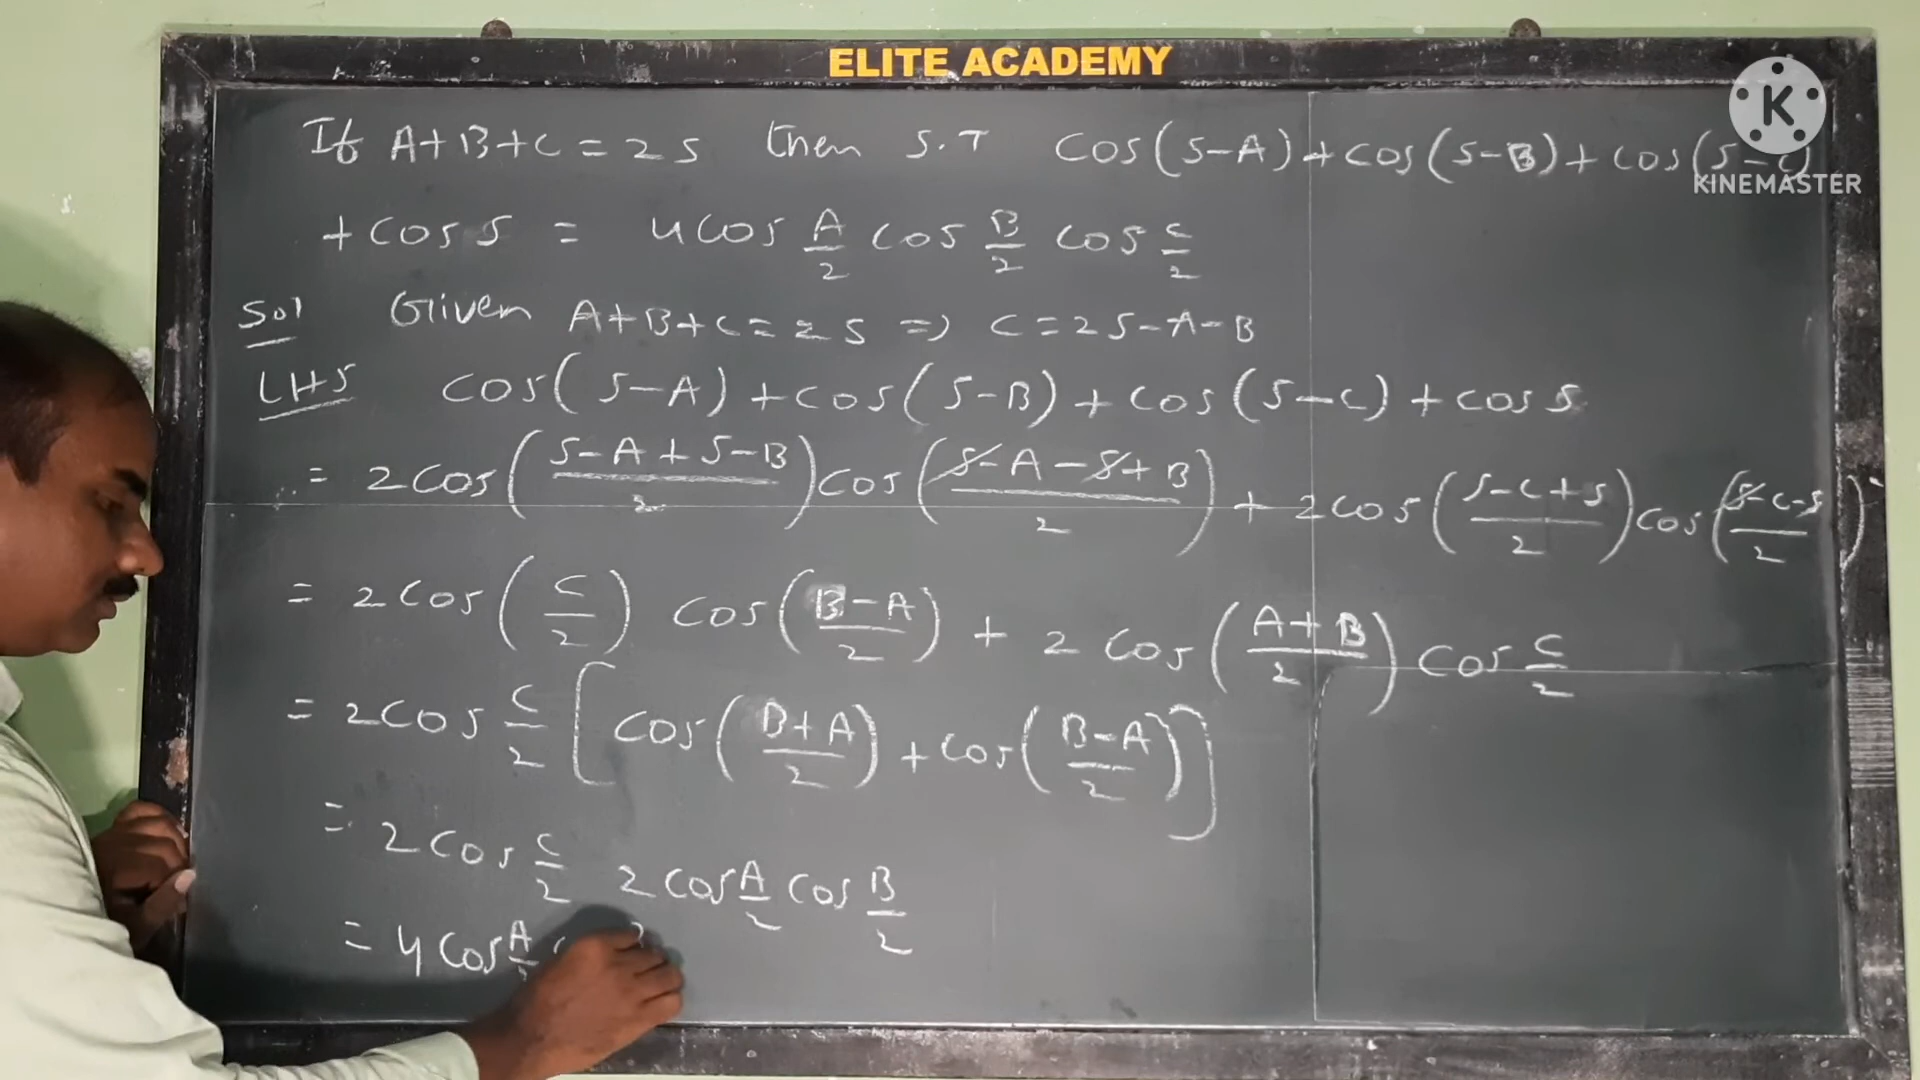 ELITE ACADEMY
K
KINEMASTER
If A+B+C=2S then S.T Cos(S-A)+Cos(S-B)+Cos(S-C)
+Cos S = 4Cos A/2 Cos B/2 Cos C/2
Sol Given A+B+C=2S => C=2S-A-B
LHS Cos(S-A)+Cos(S-B)+Cos(S-C)+Cos S
= 2Cos((S-A+S-B)/2)Cos((S-A-S+B)/2) + 2Cos((S-C+S)/2)Cos((S-C-S)/2)
= 2Cos(C/2) Cos((B-A)/2) + 2Cos((A+B)/2) Cos C/2
= 2Cos C/2 [Cos((B+A)/2)+Cos((B-A)/2)]
= 2Cos C/2 2Cos A/2 Cos B/2
= 4Cos A/2